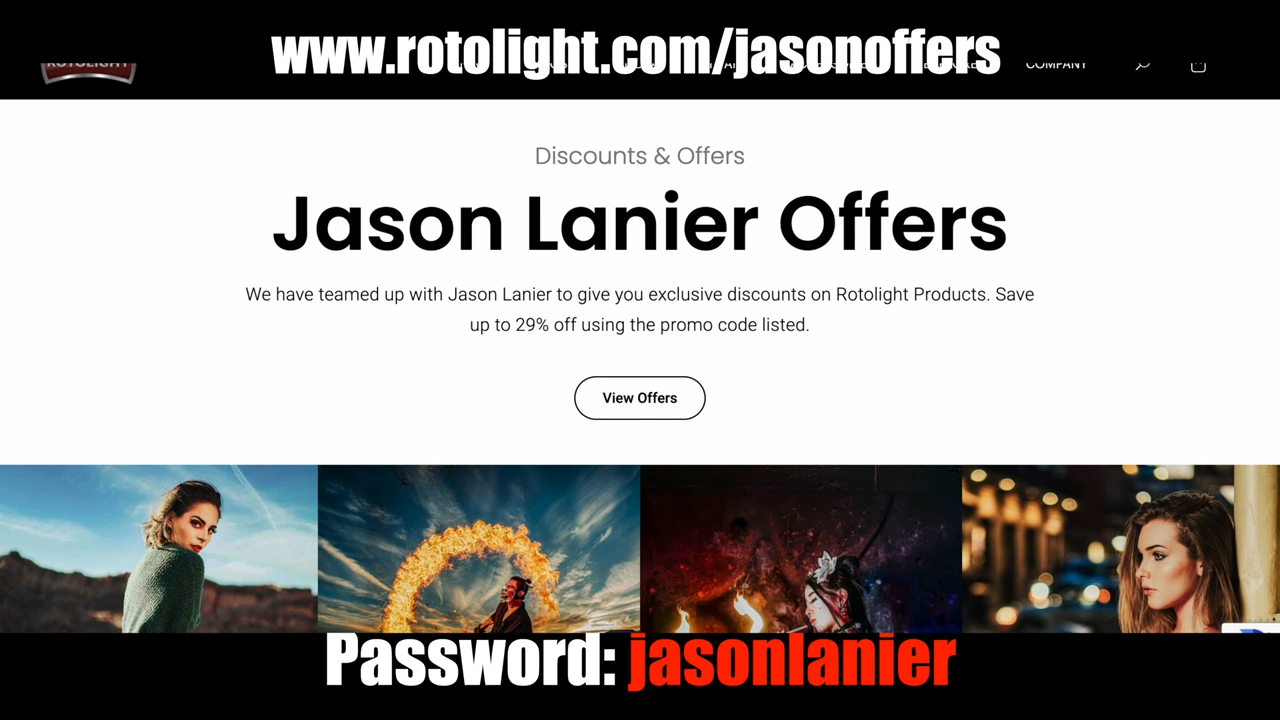 www.rotolight.com/jasonoffers
ROTOLIGHT
COMPANY
Discounts & Offers
Jason Lanier Offers
We have teamed up with Jason Lanier to give you exclusive discounts on Rotolight Products. Save
up to 29% off using the promo code listed.
View Offers
Password: jasonlanier